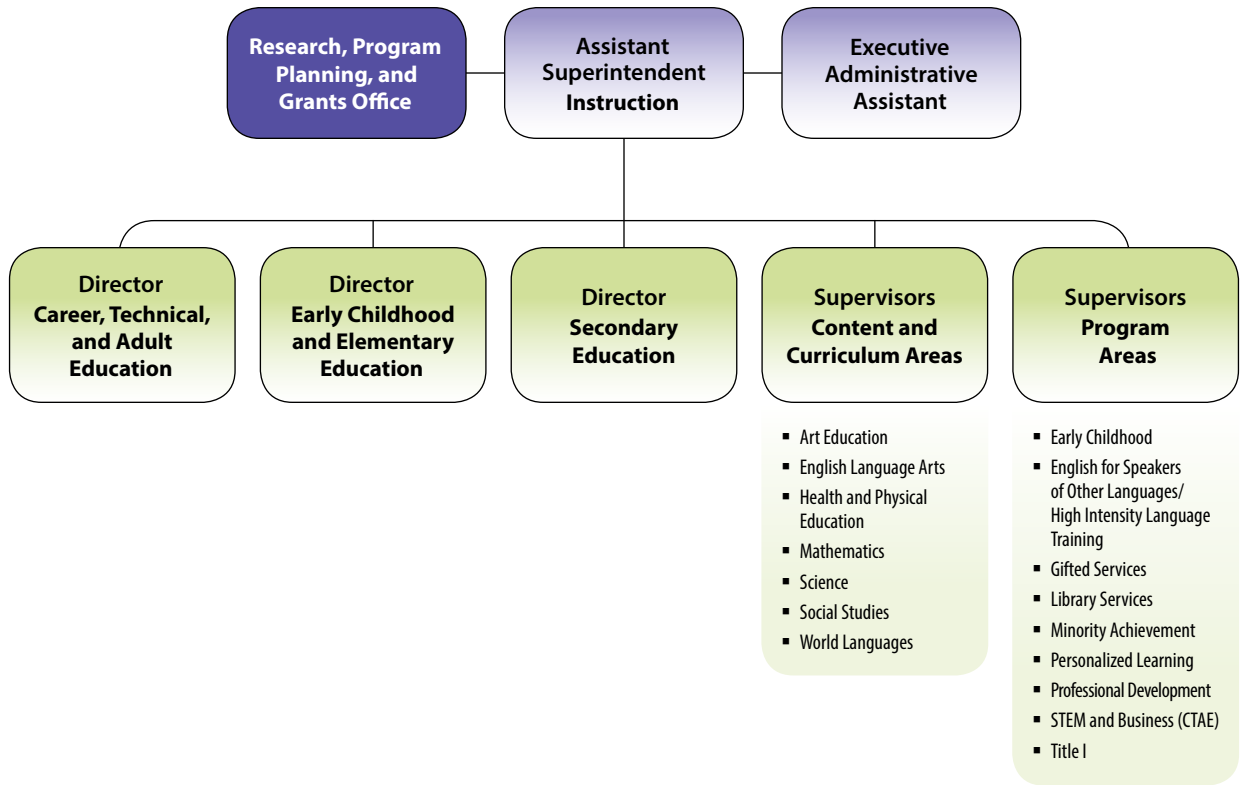 Research, Program
Planning, and
Grants Office
Assistant
Superintendent
Instruction
Executive
Administrative
Assistant
Director
Career, Technical,
and Adult
Education
Director
Early Childhood
and Elementary
Education
Director
Secondary
Education
Supervisors
Content and
Curriculum Areas
Supervisors
Program
Areas
▪ Art Education
▪ English Language Arts
▪ Health and Physical
Education
▪ Mathematics
▪ Science
▪ Social Studies
▪ World Languages
▪ Early Childhood
▪ English for Speakers
of Other Languages/
High Intensity Language
Training
▪ Gifted Services
▪ Library Services
▪ Minority Achievement
▪ Personalized Learning
▪ Professional Development
▪ STEM and Business (CTAE)
▪ Title I